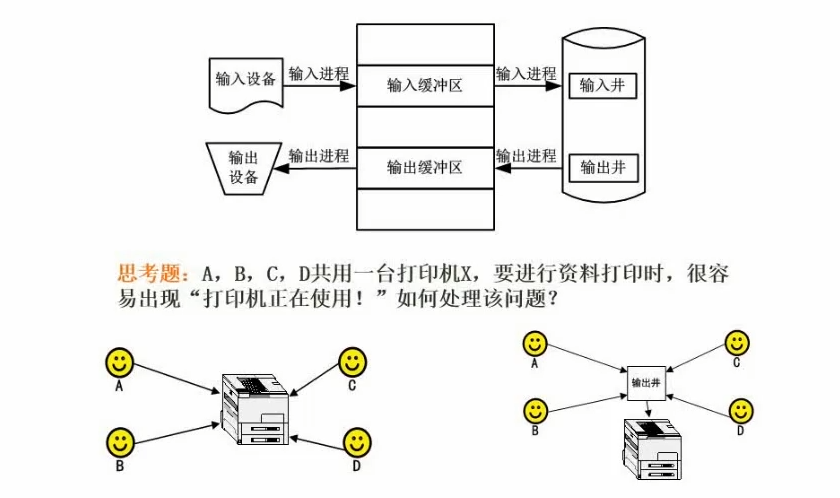 输入设备 输入进程 输入缓冲区 输入进程 输入井
输出
设备
输出进程 输出缓冲区 输出进程 输出井
思考题：A，B，C，D共用一台打印机X，要进行资料打印时，很容
易出现“打印机正在使用！”如何处理该问题？
A
C
B
D
A
C
输出井
B
D